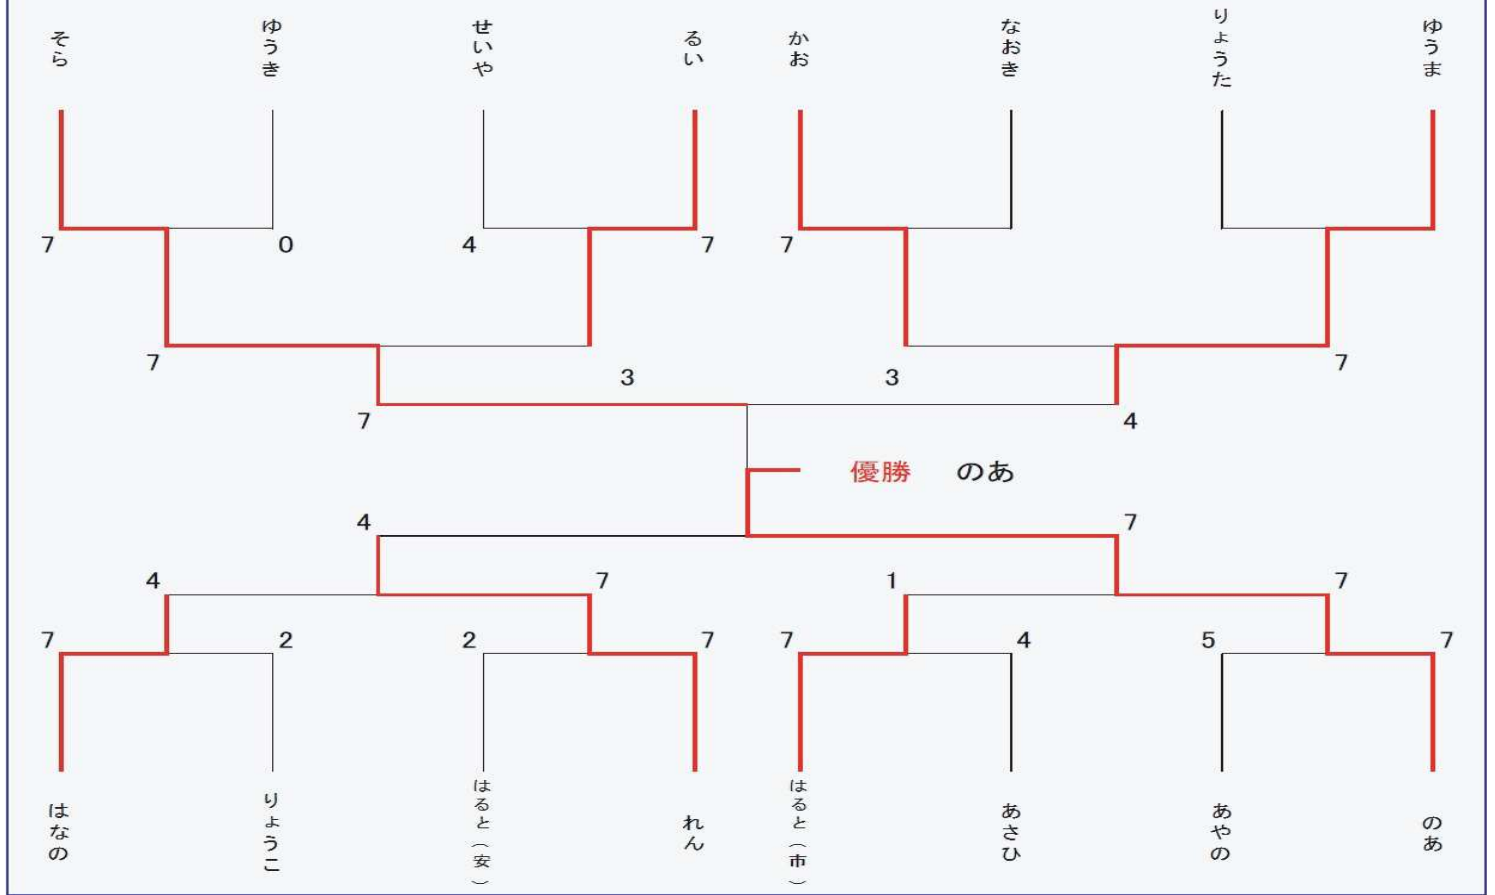 そら ゆうき せいや るい かお なおき りょうた ゆうま
7 0 4 7 7
7 3 3 7
7 4
優勝 のあ
4 7
4 7 1 7
7 2 2 7 7 4 5 7
はなの りょうこ はると（安） れん はると（市） あさひ あやの のあ